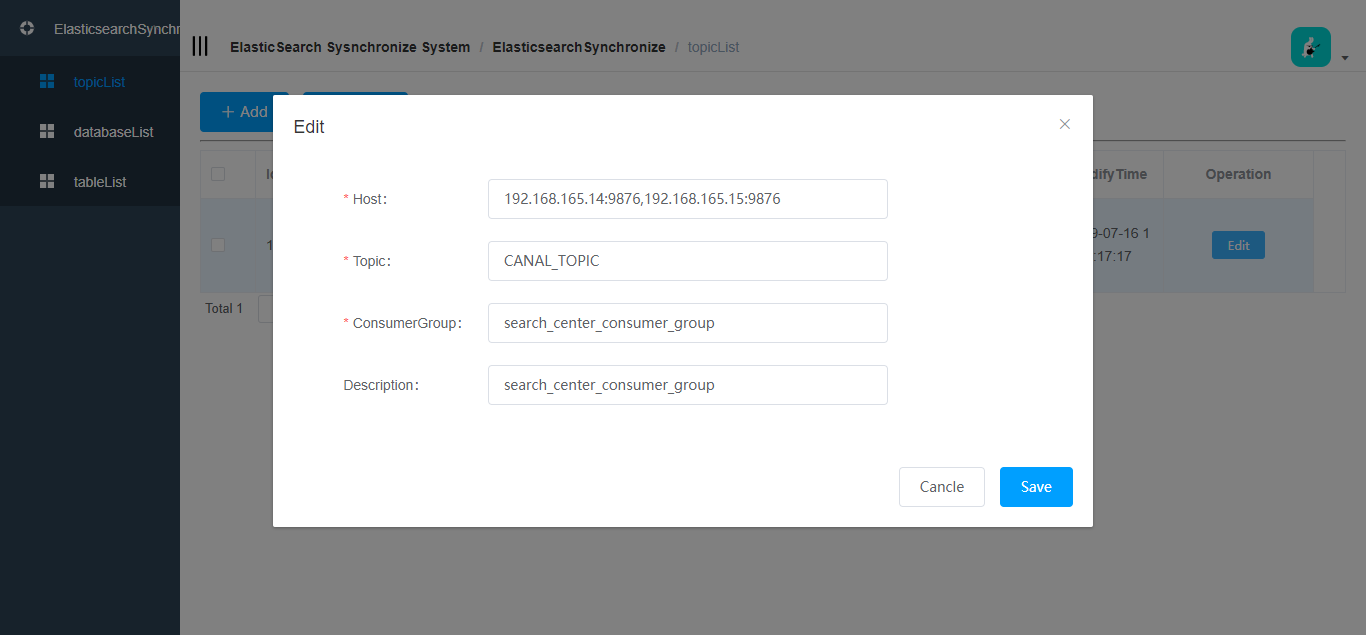 ElasticsearchSynchr
ElasticSearch Sysnchronize System / ElasticsearchSynchronize / topicList
topicList
databaseList
tableList
+ Add
Edit
* Host:
192.168.165.14:9876,192.168.165.15:9876
* Topic:
CANAL_TOPIC
* ConsumerGroup:
search_center_consumer_group
Description:
search_center_consumer_group
Cancle
Save
difyTime
Operation
9-07-16 1
:17:17
Edit
1
Total 1